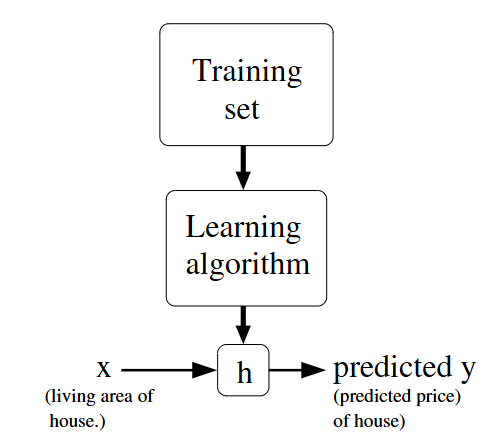 Training
set
Learning
algorithm
x
h
predicted y
(living area of
house.)
(predicted price)
of house)